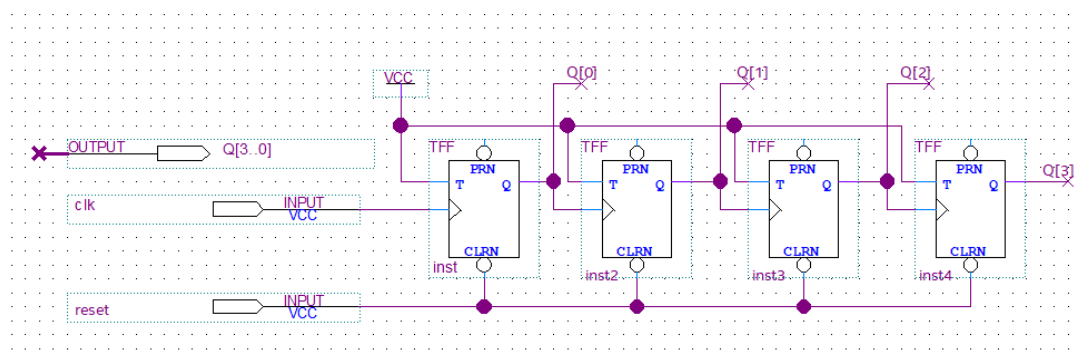 Q[0]
Q[1]
Q[2]
VCC
OUTPUT
Q[3..0]
TFF
TFF
TFF
TFF
PRN
PRN
PRN
PRN
Q[3]
T
Q
T
Q
T
Q
T
Q
clk
INPUT
VCC
CLRN
CLRN
CLRN
CLRN
inst
inst2
inst3
inst4
reset
INPUT
VCC